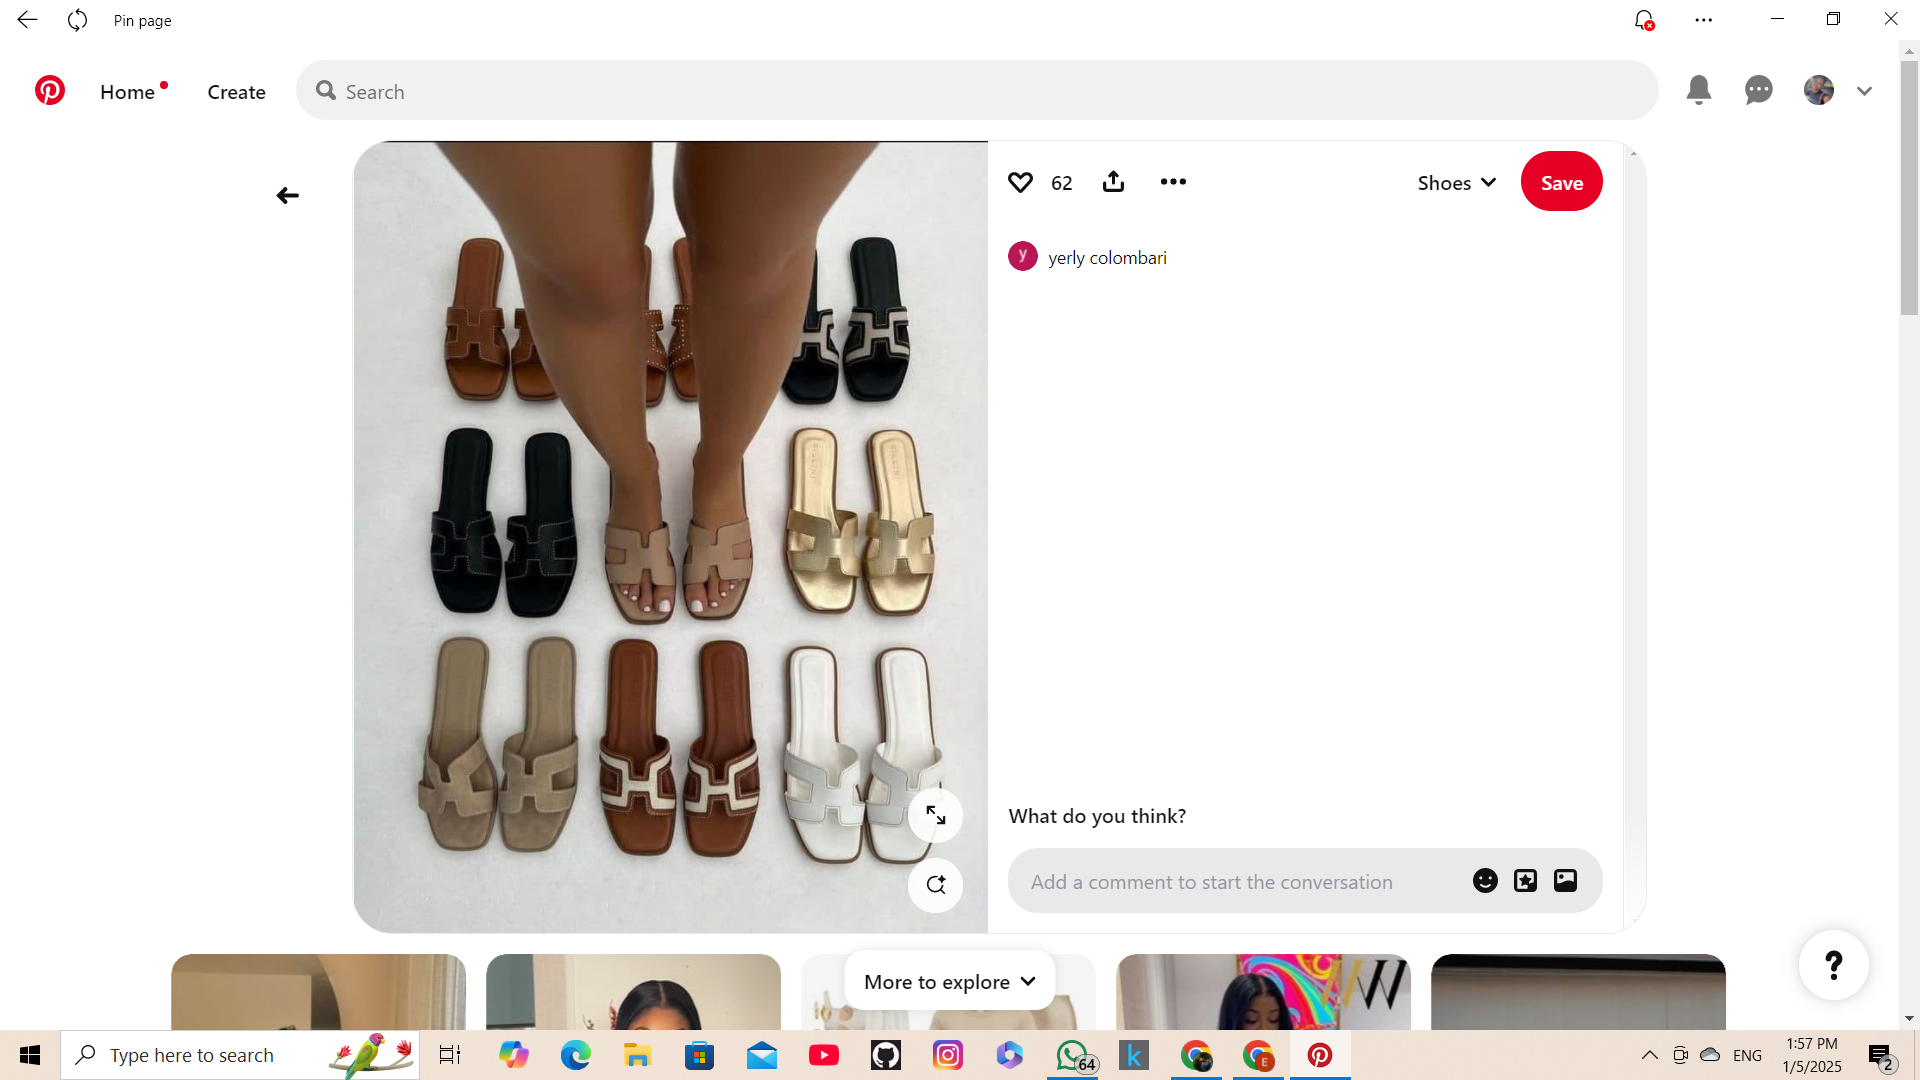 Pin page
Home
Create
Search
62
Shoes
Save
y
yerly colombari
What do you think?
Add a comment to start the conversation
More to explore
W
?
Type here to search
64
k
E
ENG
1:57 PM
1/5/2025
2